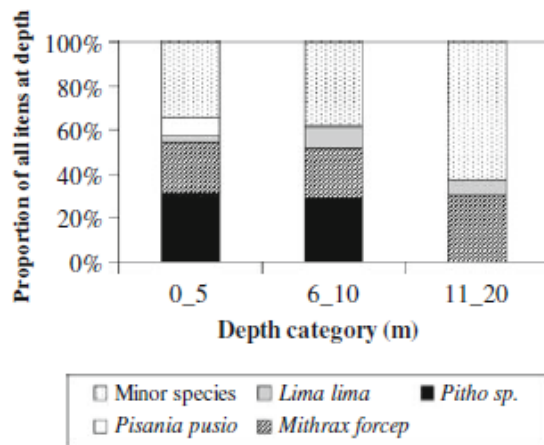 Proportion of all itens at depth
100%
80%
60%
40%
20%
0%
0_5 6_10 11_20
Depth category (m)
Minor species Lima lima Pitho sp.
Pisania pusio Mithrax forcep